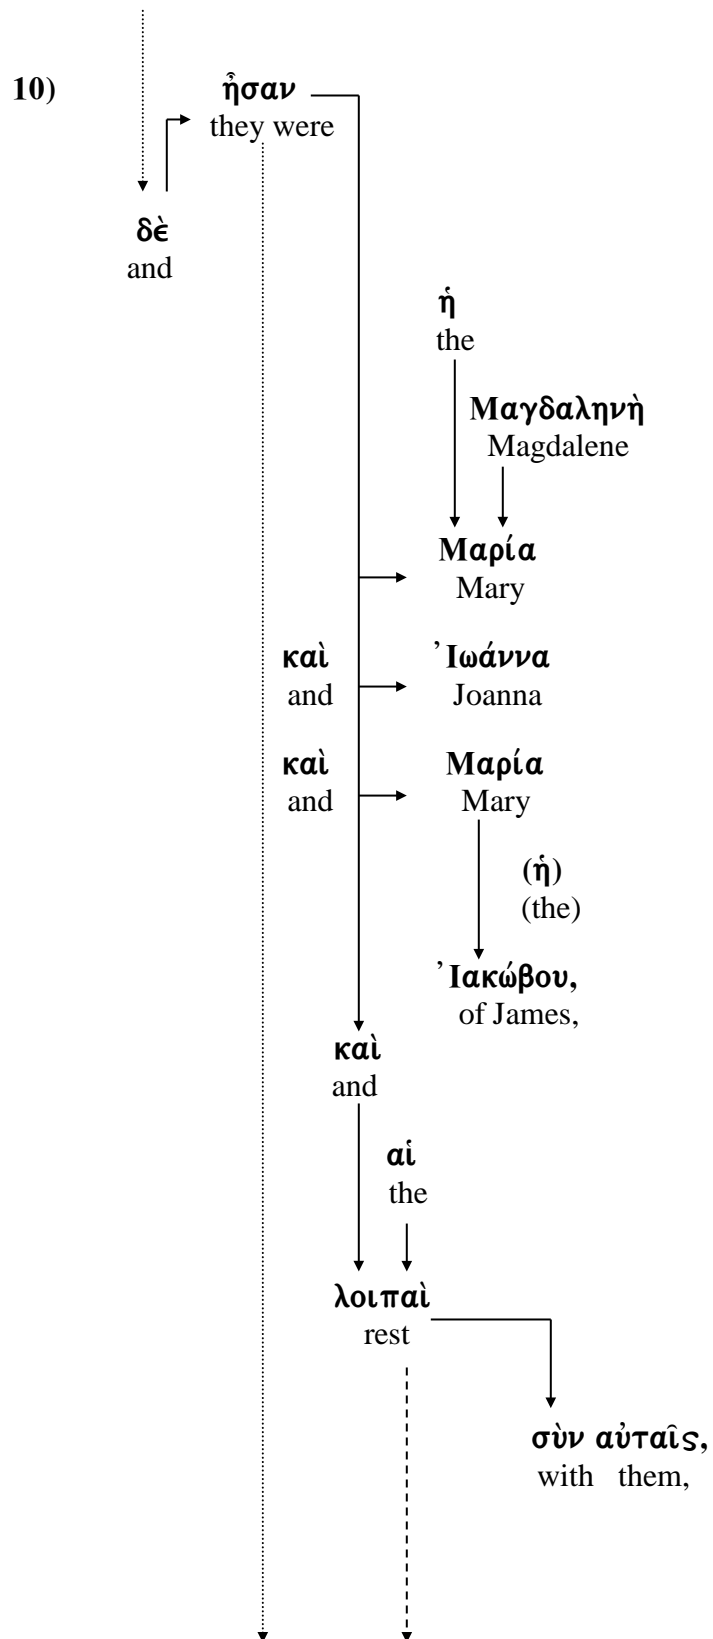 10) ἦσαν
they were
δὲ
and
ἡ
the
Μαγδαληνὴ
Magdalene
Μαρία
Mary
καὶ Ἰωάννα
and Joanna
καὶ Μαρία
and Mary
(ἡ)
(the)
Ἰακώβου,
of James,
καὶ
and
αἱ
the
λοιπαὶ
rest
σὺν αὐταῖς,
with them,